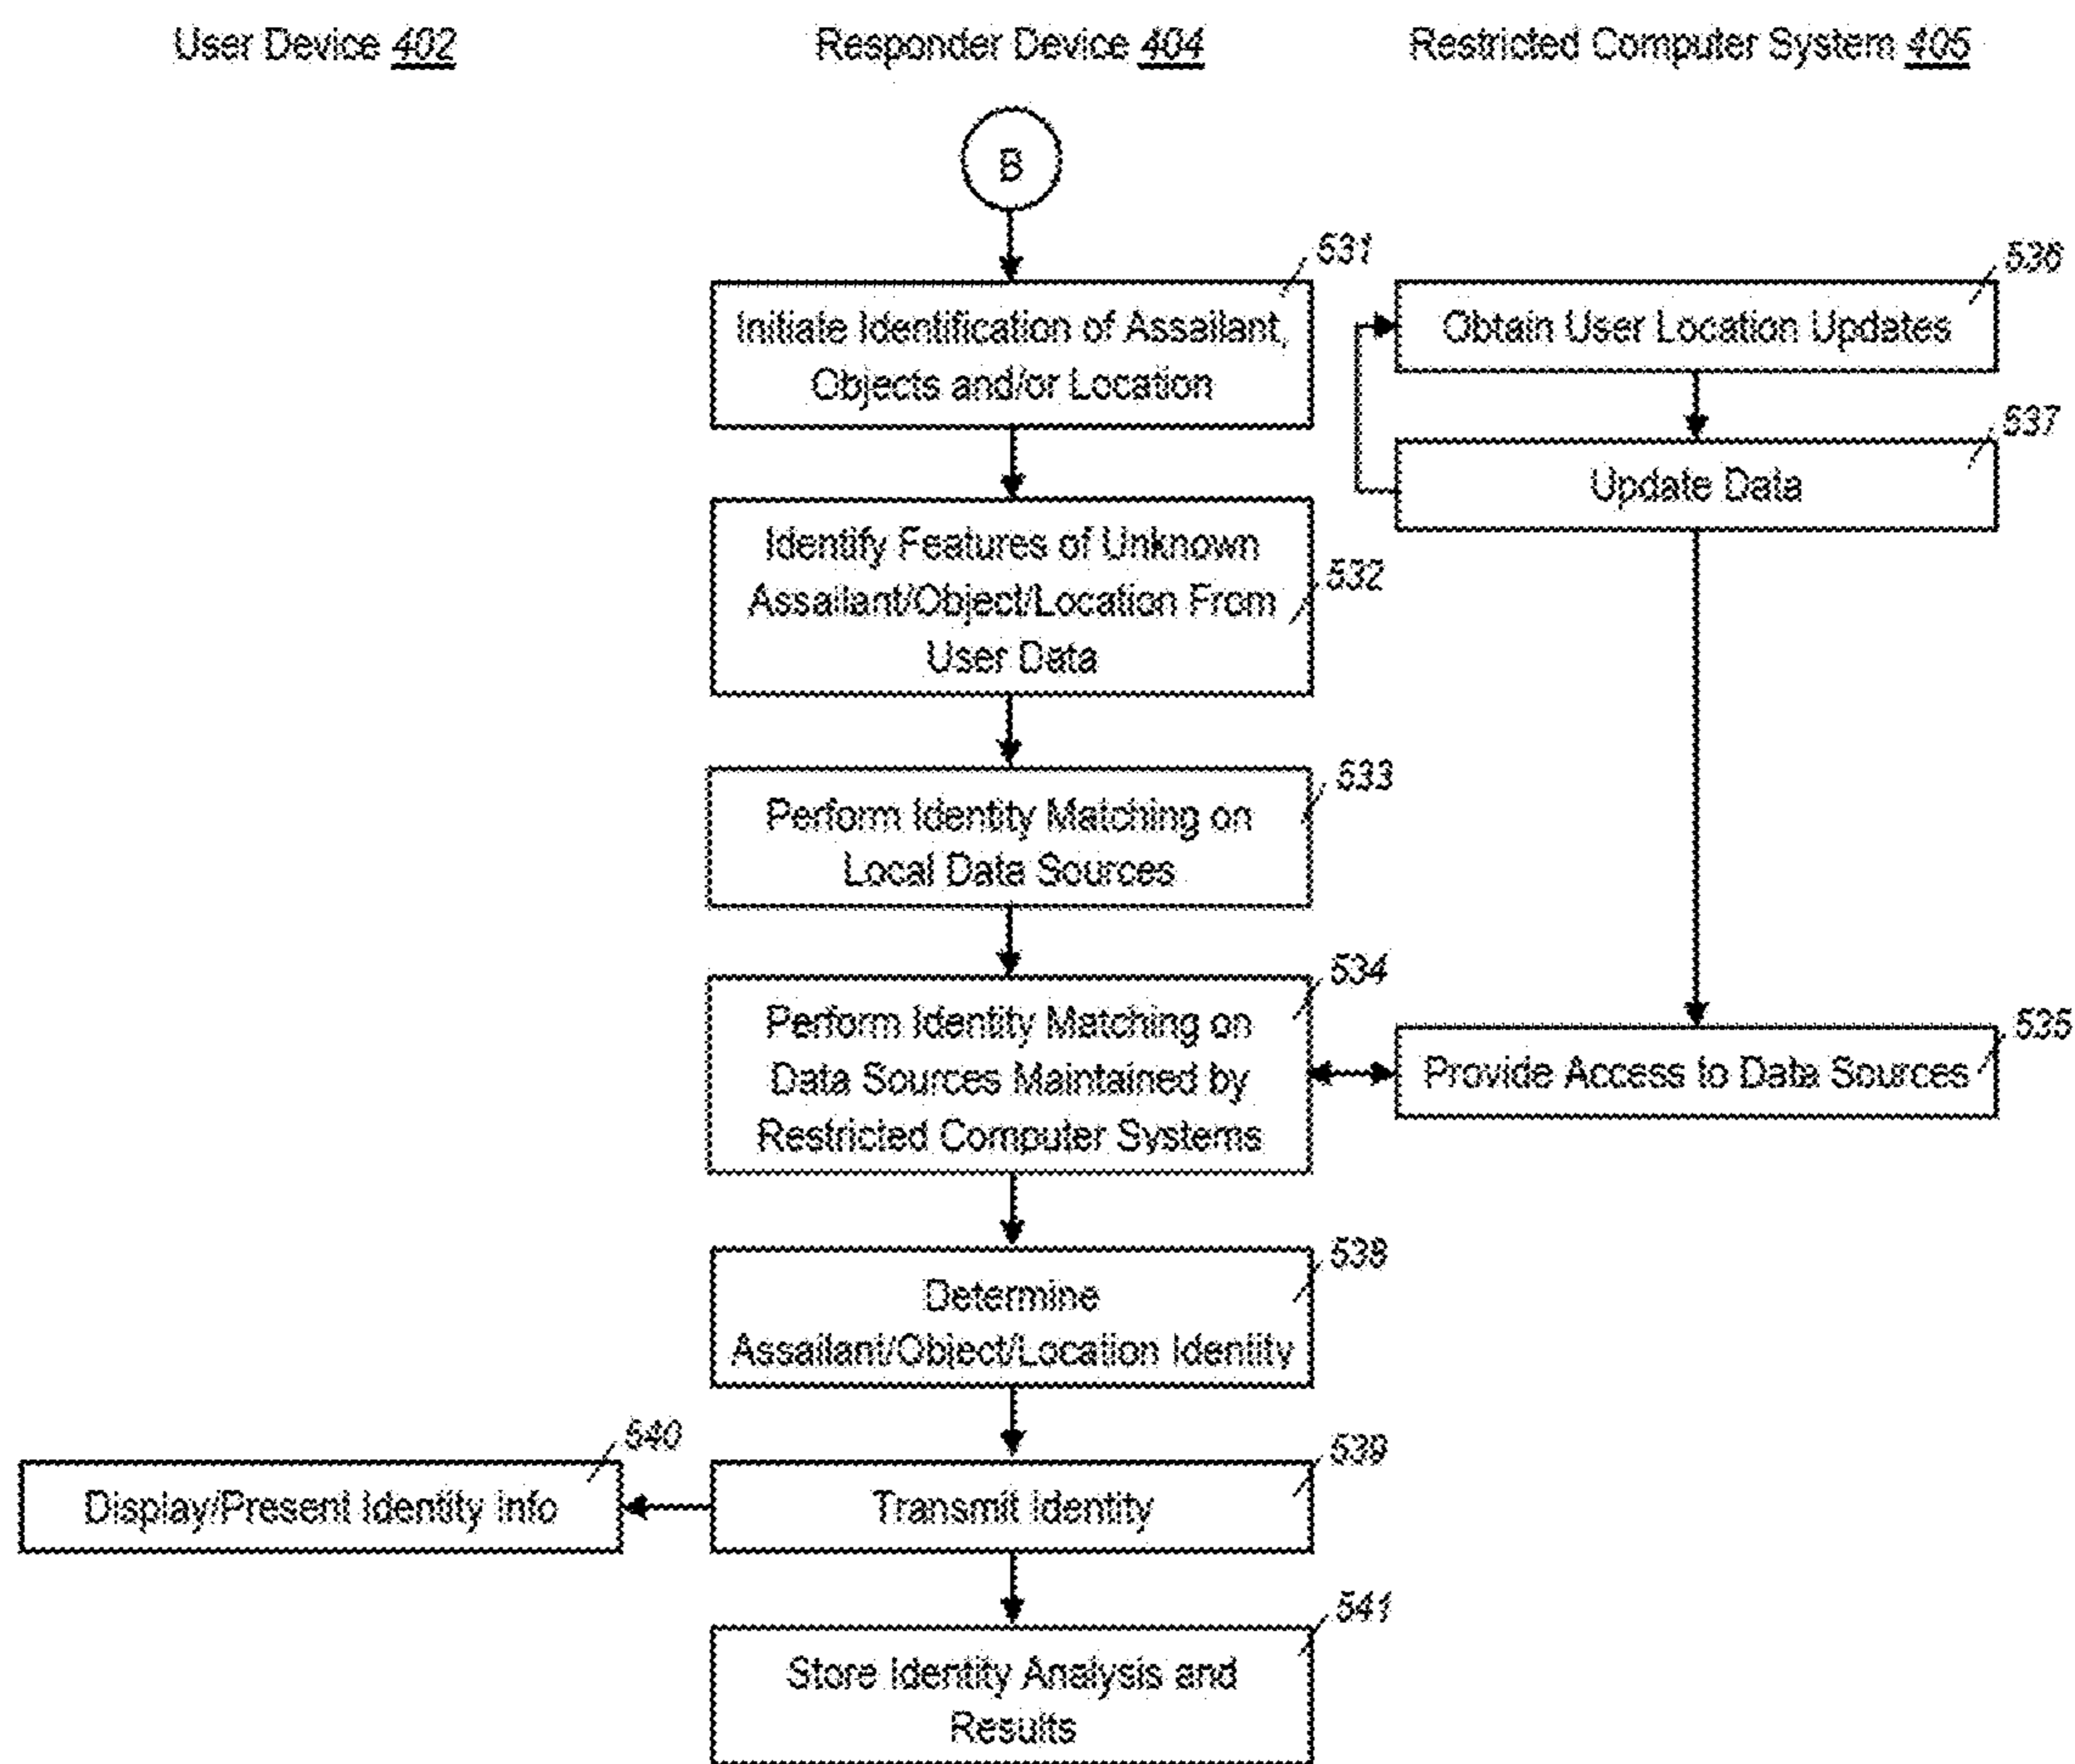 User Device 402
Responder Device 404
Restricted Computer System 405
B
531
Initiate Identification of Assailant,
Objects and/or Location
536
Obtain User Location Updates
537
Update Data
532
Identify Features of Unknown
Assailant/Object/Location From
User Data
533
Perform Identity Matching on
Local Data Sources
534
Perform Identity Matching on
Data Sources Maintained by
Restricted Computer Systems
535
Provide Access to Data Sources
538
Determine
Assailant/Object/Location Identity
540
Display/Present Identity Info
539
Transmit Identity
541
Store Identity Analysis and
Results